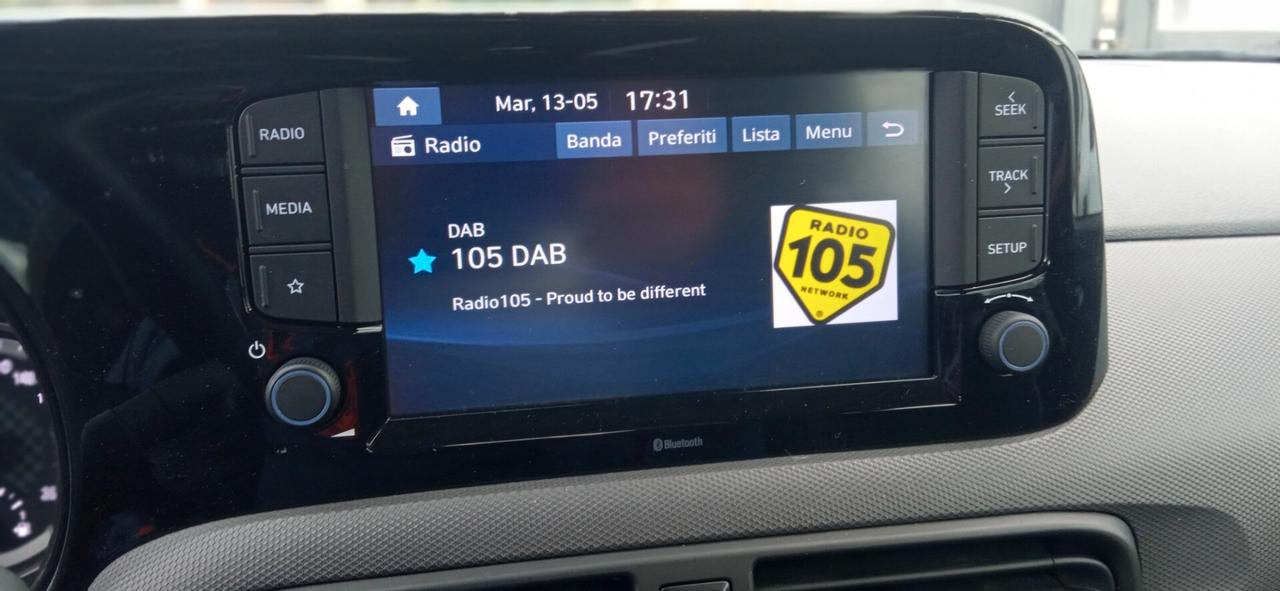 RADIO
MEDIA
Mar, 13-05 17:31
Radio Banda Preferiti Lista Menu
DAB
105 DAB
Radio105 - Proud to be different
RADIO
105
NETWORK
SEEK
TRACK
SETUP
Bluetooth